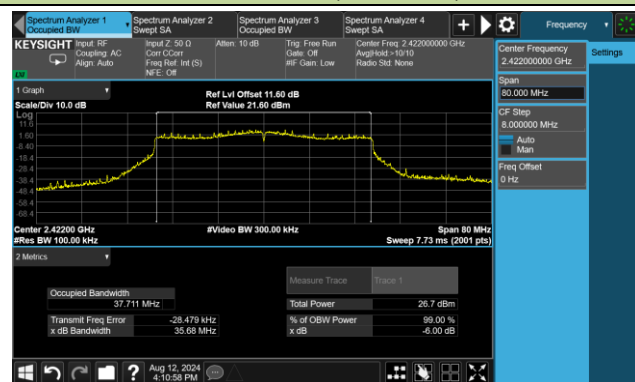 Spectrum Analyzer 1
Occupied BW
Spectrum Analyzer 2
Swept SA
Spectrum Analyzer 3
Occupied BW
Spectrum Analyzer 4
Swept SA
Frequency
KEYSIGHT
Input: RF
Coupling: AC
Align: Auto
Input Z: 50 Ω
Corr CCorr
Freq Ref: Int (S)
NFE: Off
Atten: 10 dB
Trig: Free Run
Gate: Off
#IF Gain: Low
Center Freq: 2.422000000 GHz
Avg|Hold:>10/10
Radio Std: None
1 Graph
Scale/Div 10.0 dB
Ref Lvl Offset 11.60 dB
Ref Value 21.60 dBm
Log
11.6
1.60
-8.40
-18.4
-28.4
-38.4
-48.4
-58.4
-68.4
Center 2.42200 GHz
#Res BW 100.00 kHz
#Video BW 300.00 kHz
Span 80 MHz
Sweep 7.73 ms (2001 pts)
2 Metrics
Measure Trace
Trace 1
Occupied Bandwidth
37.711 MHz
Total Power
26.7 dBm
Transmit Freq Error
-28.479 kHz
% of OBW Power
99.00 %
x dB Bandwidth
35.68 MHz
x dB
-6.00 dB
Aug 12, 2024
4:10:58 PM
Center Frequency
2.422000000 GHz
Settings
Span
80.000 MHz
CF Step
8.000000 MHz
Auto
Man
Freq Offset
0 Hz